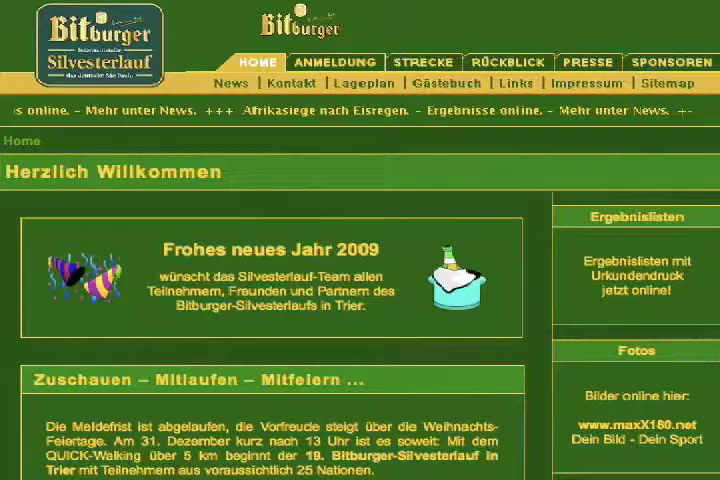 Bitburger
Bitburger
Internationaler
Silvesterlauf
HOME ANMELDUNG STRECKE RÜCKBLICK PRESSE SPONSOREN
News | Kontakt | Lageplan | Gästebuch | Links | Impressum | Sitemap
is online. - Mehr unter News. +++ Afrikasiege nach Eisregen. - Ergebnisse online. - Mehr unter News. +-
Home
Herzlich Willkommen
Frohes neues Jahr 2009
wünscht das Silvesterlauf-Team allen
Teilnehmern, Freunden und Partnern des
Bitburger-Silvesterlaufs in Trier.
Zuschauen – Mitlaufen – Mitfeiern ...
Die Meldefrist ist abgelaufen, die Vorfreude steigt über die Weihnachts-
Feiertage. Am 31. Dezember kurz nach 13 Uhr ist es soweit: Mit dem
QUICK-Walking über 5 km beginnt der 19. Bitburger-Silvesterlauf in
Trier mit Teilnehmern aus voraussichtlich 25 Nationen.
Ergebnislisten
Ergebnislisten mit
Urkundendruck
jetzt online!
Fotos
Bilder online hier:
www.maxX180.net
Dein Bild - Dein Sport